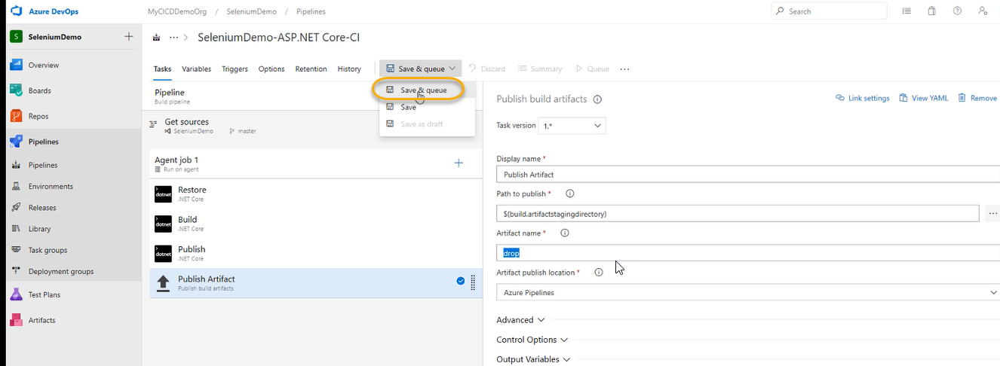 Azure DevOps
MyCICDDemoOrg / SeleniumDemo / Pipelines
Search
S SeleniumDemo
SeleniumDemo-ASP.NET Core-CI
Overview
Boards
Repos
Pipelines
Pipelines
Environments
Releases
Library
Task groups
Deployment groups
Test Plans
Artifacts
Tasks Variables Triggers Options Retention History Save & queue Discard Summary Queue ...
Save & queue
Save
Save as draft
Pipeline
Build pipeline
Get sources
SeleniumDemo master
Agent job 1
Run on agent
dotnet Restore
.NET Core
dotnet Build
.NET Core
dotnet Publish
.NET Core
Publish Artifact
Publish build artifacts
Publish build artifacts
Link settings View YAML Remove
Task version 1.*
Display name *
Publish Artifact
Path to publish *
$(build.artifactstagingdirectory)
Artifact name *
drop
Artifact publish location *
Azure Pipelines
Advanced
Control Options
Output Variables